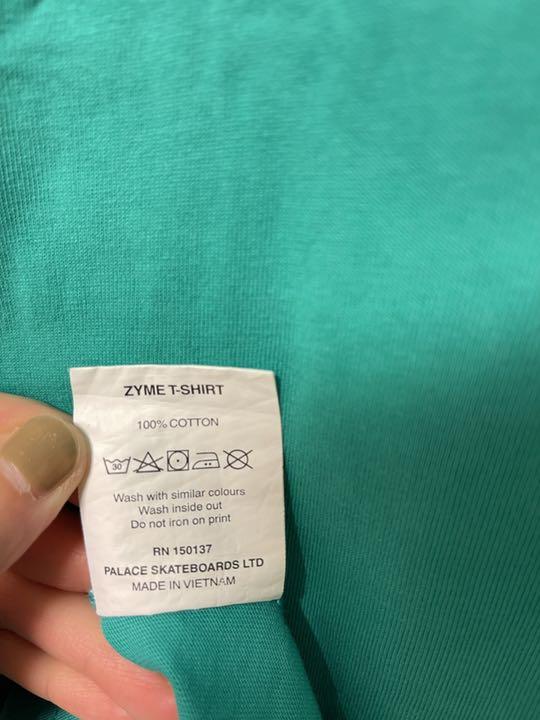 ZYME T-SHIRT
100% COTTON
30
Wash with similar colours
Wash inside out
Do not iron on print
RN 150137
PALACE SKATEBOARDS LTD
MADE IN VIETNAM